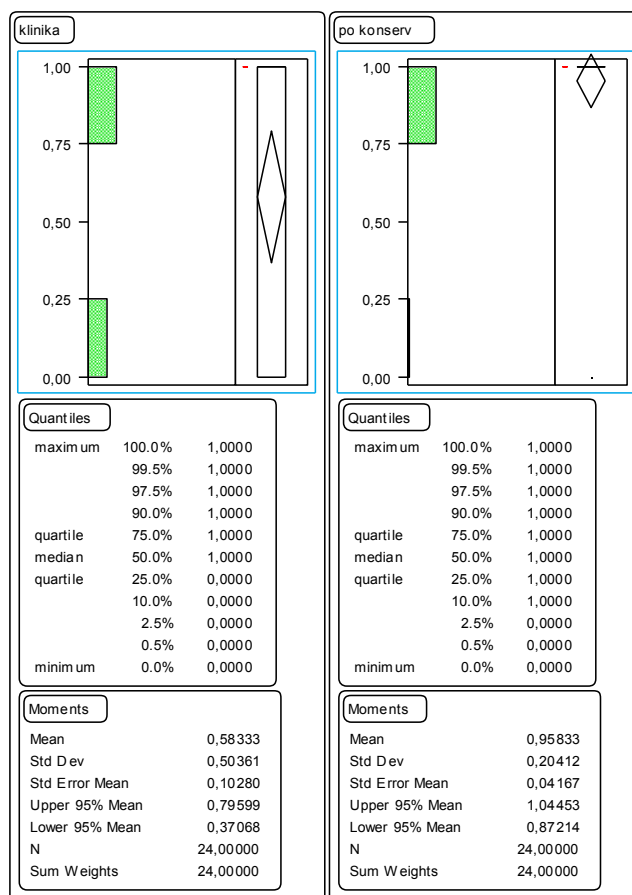 klinika
1,00
0,75
0,50
0,25
0,00
Quantiles
maximum 100.0% 1,0000
99.5% 1,0000
97.5% 1,0000
90.0% 1,0000
quartile 75.0% 1,0000
median 50.0% 1,0000
quartile 25.0% 0,0000
10.0% 0,0000
2.5% 0,0000
0.5% 0,0000
minimum 0.0% 0,0000
Moments
Mean 0,58333
Std Dev 0,50361
Std Error Mean 0,10280
Upper 95% Mean 0,79599
Lower 95% Mean 0,37068
N 24,00000
Sum Weights 24,00000
po konserv
1,00
0,75
0,50
0,25
0,00
Quantiles
maximum 100.0% 1,0000
99.5% 1,0000
97.5% 1,0000
90.0% 1,0000
quartile 75.0% 1,0000
median 50.0% 1,0000
quartile 25.0% 1,0000
10.0% 1,0000
2.5% 0,0000
0.5% 0,0000
minimum 0.0% 0,0000
Moments
Mean 0,95833
Std Dev 0,20412
Std Error Mean 0,04167
Upper 95% Mean 1,04453
Lower 95% Mean 0,87214
N 24,00000
Sum Weights 24,00000